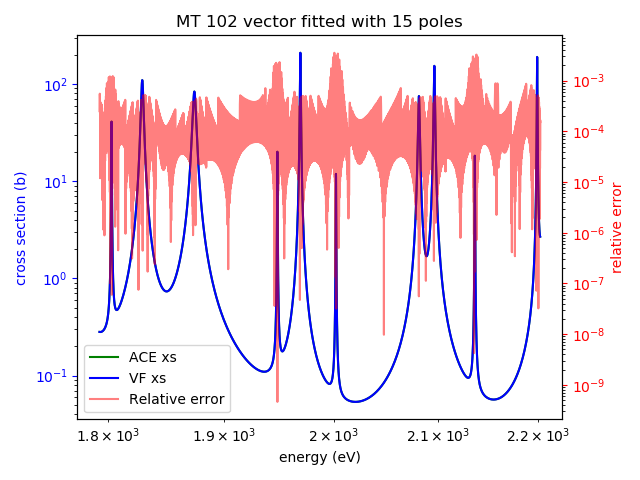 MT 102 vector fitted with 15 poles
cross section (b)
10²
10¹
10⁰
10⁻¹
10⁻³
10⁻⁴
10⁻⁵
10⁻⁶
10⁻⁷
10⁻⁸
10⁻⁹
relative error
ACE xs
VF xs
Relative error
1.8 × 10³ 1.9 × 10³ 2 × 10³ 2.1 × 10³ 2.2 × 10³
energy (eV)